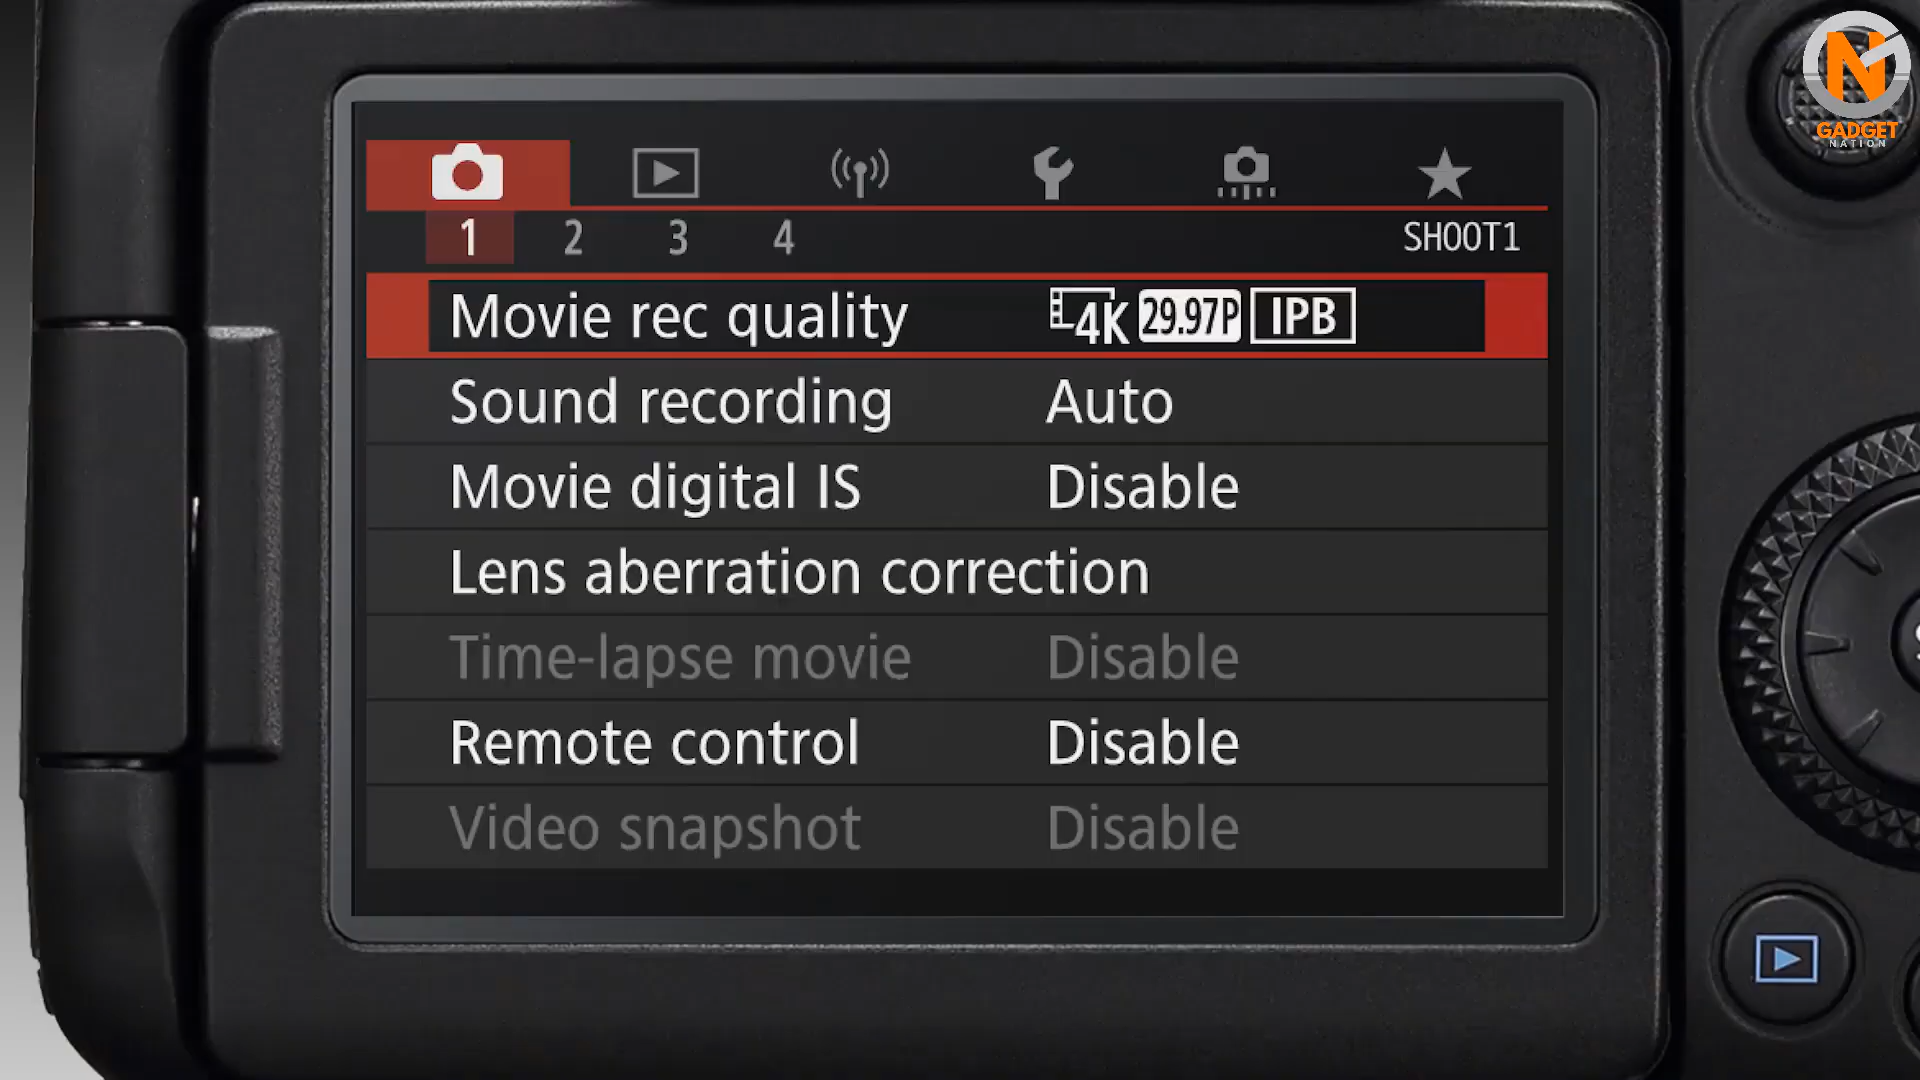 N
GADGET
NATION
1 2 3 4 SHOOT1
Movie rec quality 4K 29.97P IPB
Sound recording Auto
Movie digital IS Disable
Lens aberration correction
Time-lapse movie Disable
Remote control Disable
Video snapshot Disable